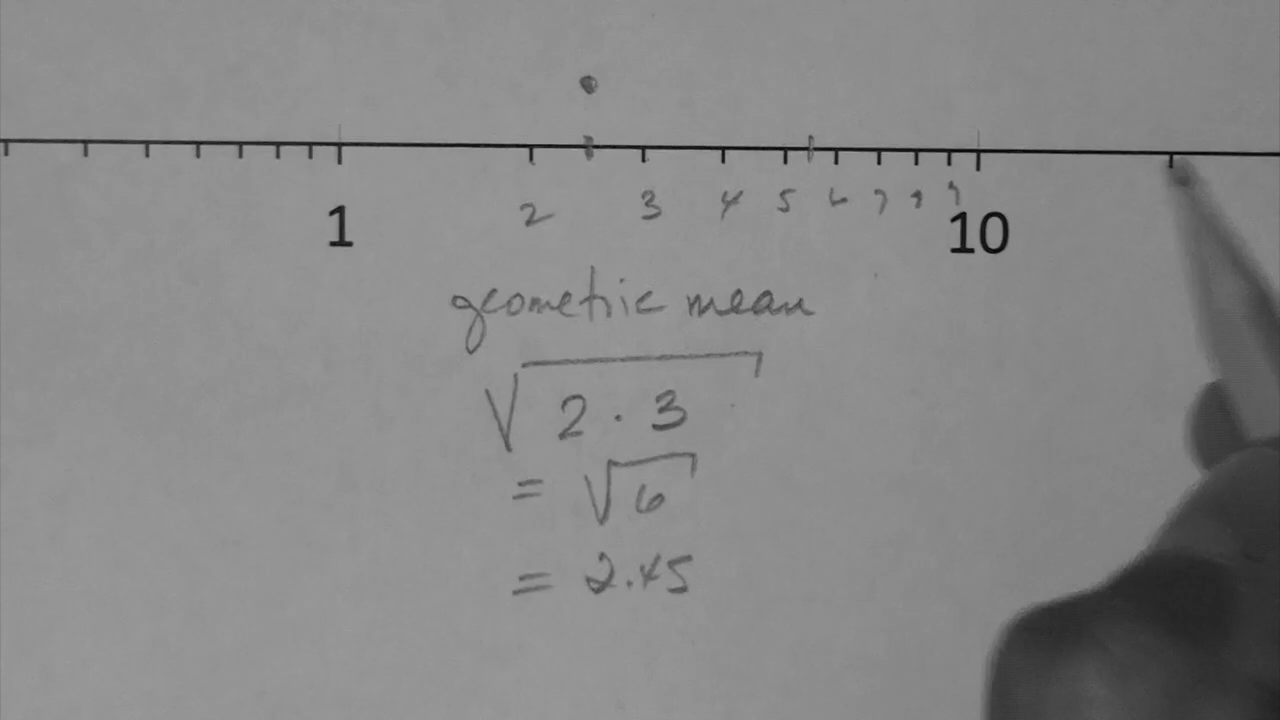 2 3 4 5 6 7 8 9
1 10
geometric mean
√2 · 3
= √6
= 2.45